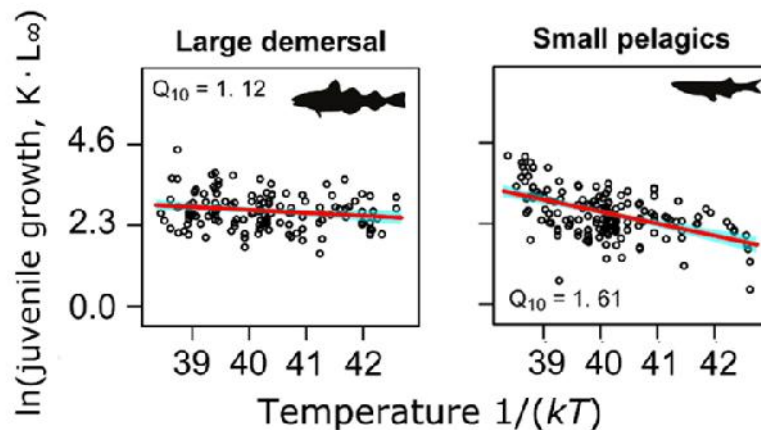 Large demersal
Small pelagics
ln(juvenile growth, K · L∞)
Q10 = 1. 12
Q10 = 1. 61
4.6
2.3
0.0
39 40 41 42
39 40 41 42
Temperature 1/(kT)